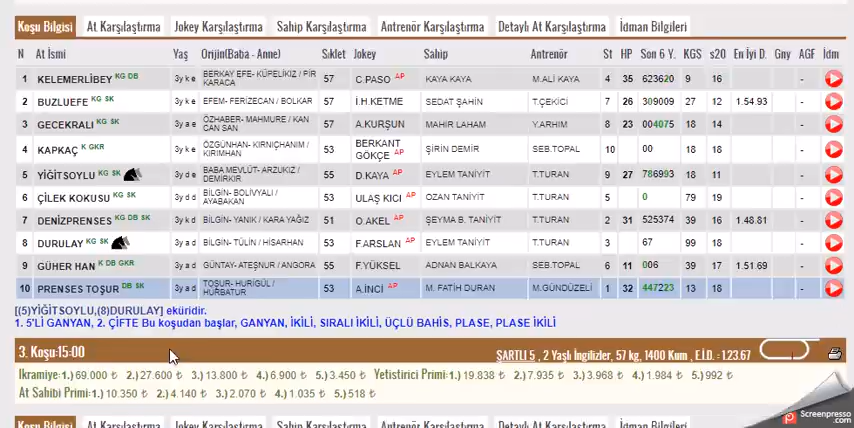 Koşu Bilgisi At Karşılaştırma Jokey Karşılaştırma Sahip Karşılaştırma Antrenör Karşılaştırma Detaylı At Karşılaştırma İdman Bilgileri
N At İsmi Yaş Orijin(Baba - Anne) Sıklet Jokey Sahip Antrenör St HP Son 6 Y. KGS s20 En İyi D. Gny AGF İdm
1 KELEMERLİBEY KG DB 3y k e BERKAY EFE- KÜPELİKIZ / PİR KARACA 57 C.PASO AP KAYA KAYA M.ALİ KAYA 4 35 623620 9 16 -
2 BUZLUEFE KG SK 3y k e EFEM- FERİZECAN / BOLKAR 57 İ.H.KETME SEDAT ŞAHİN T.ÇEKİCİ 7 26 309009 27 12 1.54.93 -
3 GECEKRALI KG SK 3y a e ÖZHABER- MAHMURE / KAN CAN SAN 57 A.KURŞUN MAHİR LAHAM Y.ARHIM 8 23 004075 18 14 -
4 KAPKAÇ K GKR 3y k e ÖZGÜNHAN- KIRNIÇHANIM / KIRIMHAN 53 BERKANT GÖKÇE AP ŞİRİN DEMİR SEB.TOPAL 10 00 18 -
5 YİĞİTSOYLU KG SK 3y d e BABA MEVLÜT- ARZUKIZ / DEMİRKIR 55 D.KAYA AP EYLEM TANİYİT T.TURAN 9 27 786993 18 11 -
6 ÇİLEK KOKUSU KG SK 3y d d BİLGİN- BOLİVYALI / AYABAKAN 53 ULAŞ KICI AP OZAN TANİYİT T.TURAN 5 0 79 19 -
7 DENİZPRENSES KG DB SK 3y k d BİLGİN- YANIK / KARA YAĞIZ 51 O.AKEL AP ŞEYMA B. TANİYİT T.TURAN 2 31 525374 39 16 1.48.81 -
8 DURULAY KG SK 3y a d BİLGİN- TÜLİN / HİSARHAN 53 F.ARSLAN AP EYLEM TANİYİT T.TURAN 3 67 99 18 -
9 GÜHER HAN K DB GKR 3y a d GÜNTAY- ATEŞNUR / ANGORA 55 F.YÜKSEL ADNAN BALKAYA SEB.TOPAL 6 11 006 39 17 1.51.69 -
10 PRENSES TOŞUR DB SK 3y a d TOŞUR- HURİGÜL / HURBATUR 53 A.İNCİ AP M. FATİH DURAN M.GÜNDÜZELİ 1 32 447223 13 18 -
[(5)YİĞİTSOYLU,(8)DURULAY] eküridir.
1. 5'Lİ GANYAN, 2. ÇİFTE Bu koşudan başlar, GANYAN, İKİLİ, SIRALI İKİLİ, ÜÇLÜ BAHİS, PLASE, PLASE İKİLİ
3. Koşu:15:00 ŞARTLI 5 , 2 Yaşlı İngilizler, 57 kg, 1400 Kum , E.İ.D. : 1.23.67
İkramiye: 1.) 69.000 ₺ 2.) 27.600 ₺ 3.) 13.800 ₺ 4.) 6.900 ₺ 5.) 3.450 ₺ Yetistirici Primi: 1.) 19.838 ₺ 2.) 7.935 ₺ 3.) 3.968 ₺ 4.) 1.984 ₺ 5.) 992 ₺
At Sahibi Primi: 1.) 10.350 ₺ 2.) 4.140 ₺ 3.) 2.070 ₺ 4.) 1.035 ₺ 5.) 518 ₺
Koşu Bilgisi At Karşılaştırma Jokey Karşılaştırma Sahip Karşılaştırma Antrenör Karşılaştırma Detaylı At Karşılaştırma İdman Bilgileri
Screenpresso.com